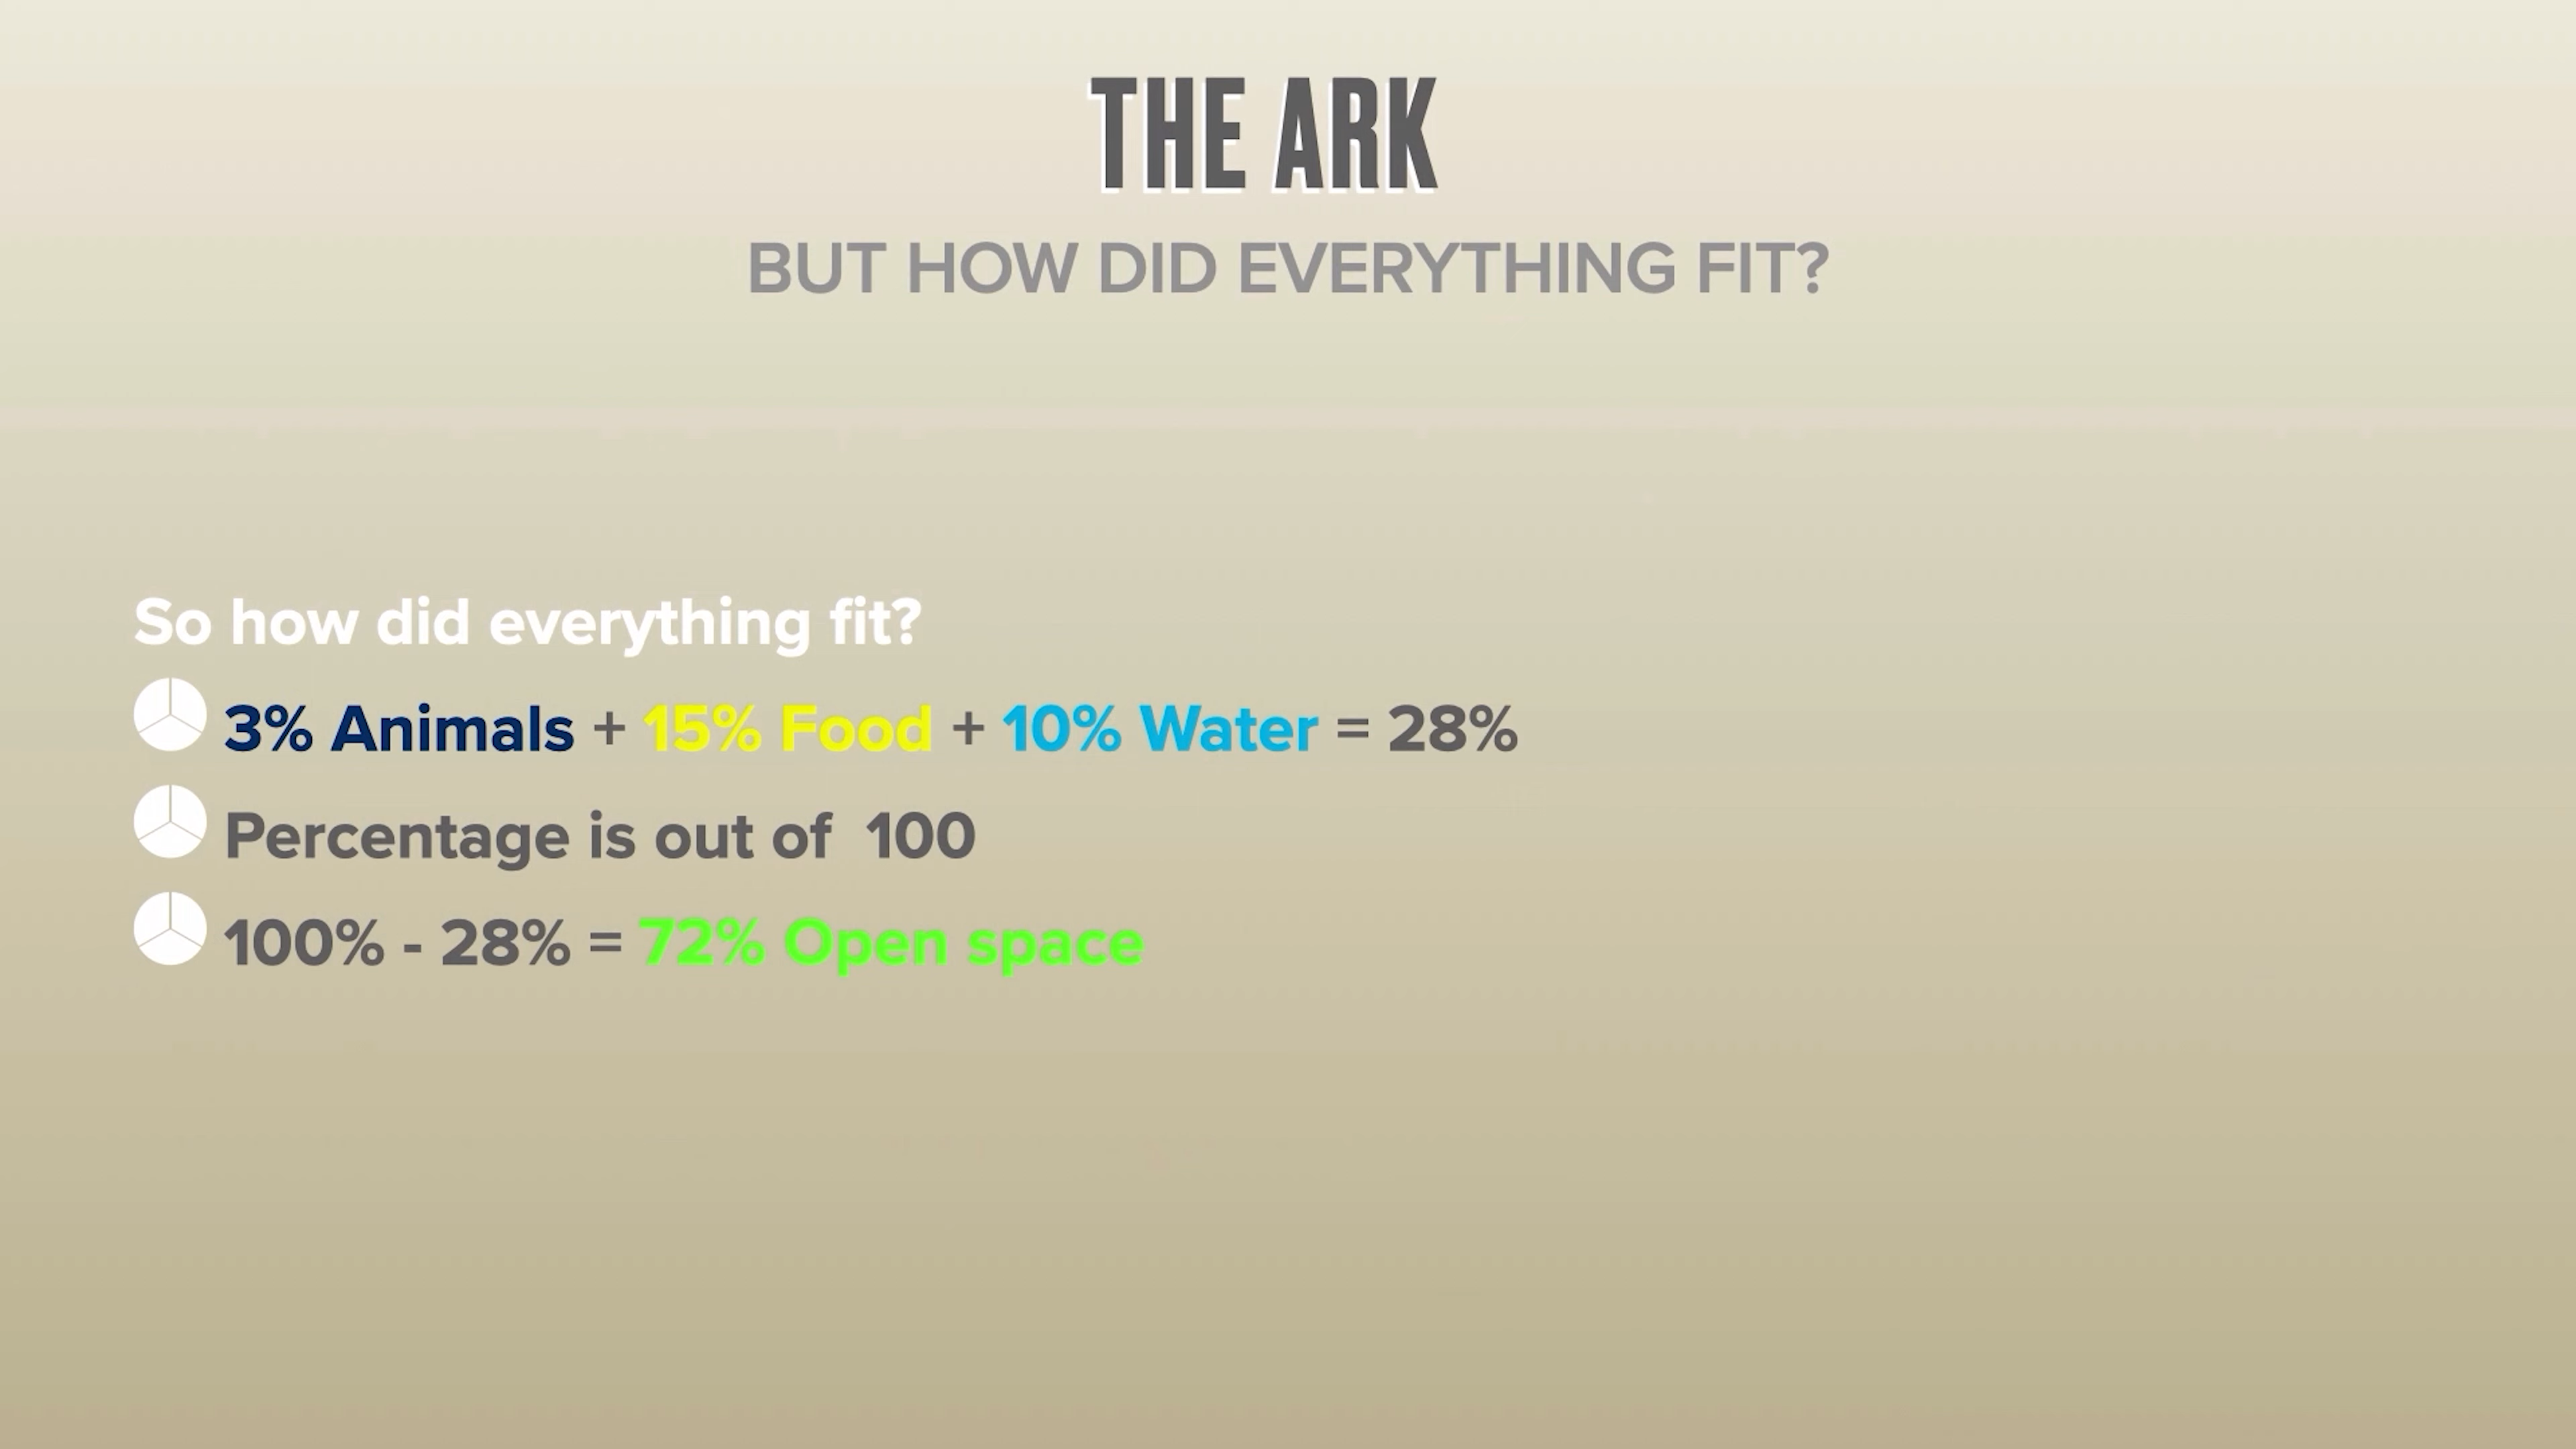 THE ARK
BUT HOW DID EVERYTHING FIT?
So how did everything fit?
3% Animals + 15% Food + 10% Water = 28%
Percentage is out of  100
100% - 28% = 72% Open space